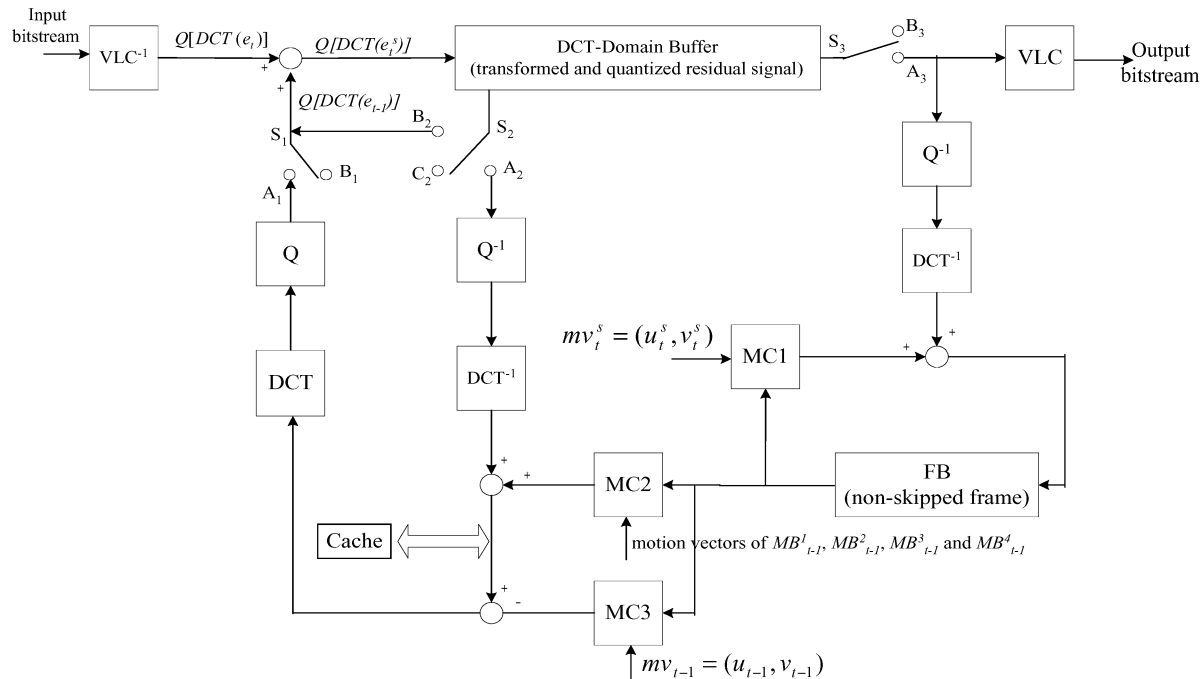 Input
bitstream
VLC⁻¹
Q[DCT(eₜ)]
+
+
Q[DCT(eₜˢ)]
DCT-Domain Buffer
(transformed and quantized residual signal)
S₃
B₃
A₃
VLC
Output
bitstream
Q[DCT(eₜ₋₁)]
S₁
A₁
B₁
B₂
S₂
C₂
A₂
Q
Q⁻¹
Q⁻¹
DCT
DCT⁻¹
DCT⁻¹
mvₜˢ = (uₜˢ, vₜˢ)
MC1
+
+
+
+
MC2
FB
(non-skipped frame)
Cache
motion vectors of MB¹ₜ₋₁, MB²ₜ₋₁, MB³ₜ₋₁ and MB⁴ₜ₋₁
+
-
MC3
mvₜ₋₁ = (uₜ₋₁, vₜ₋₁)